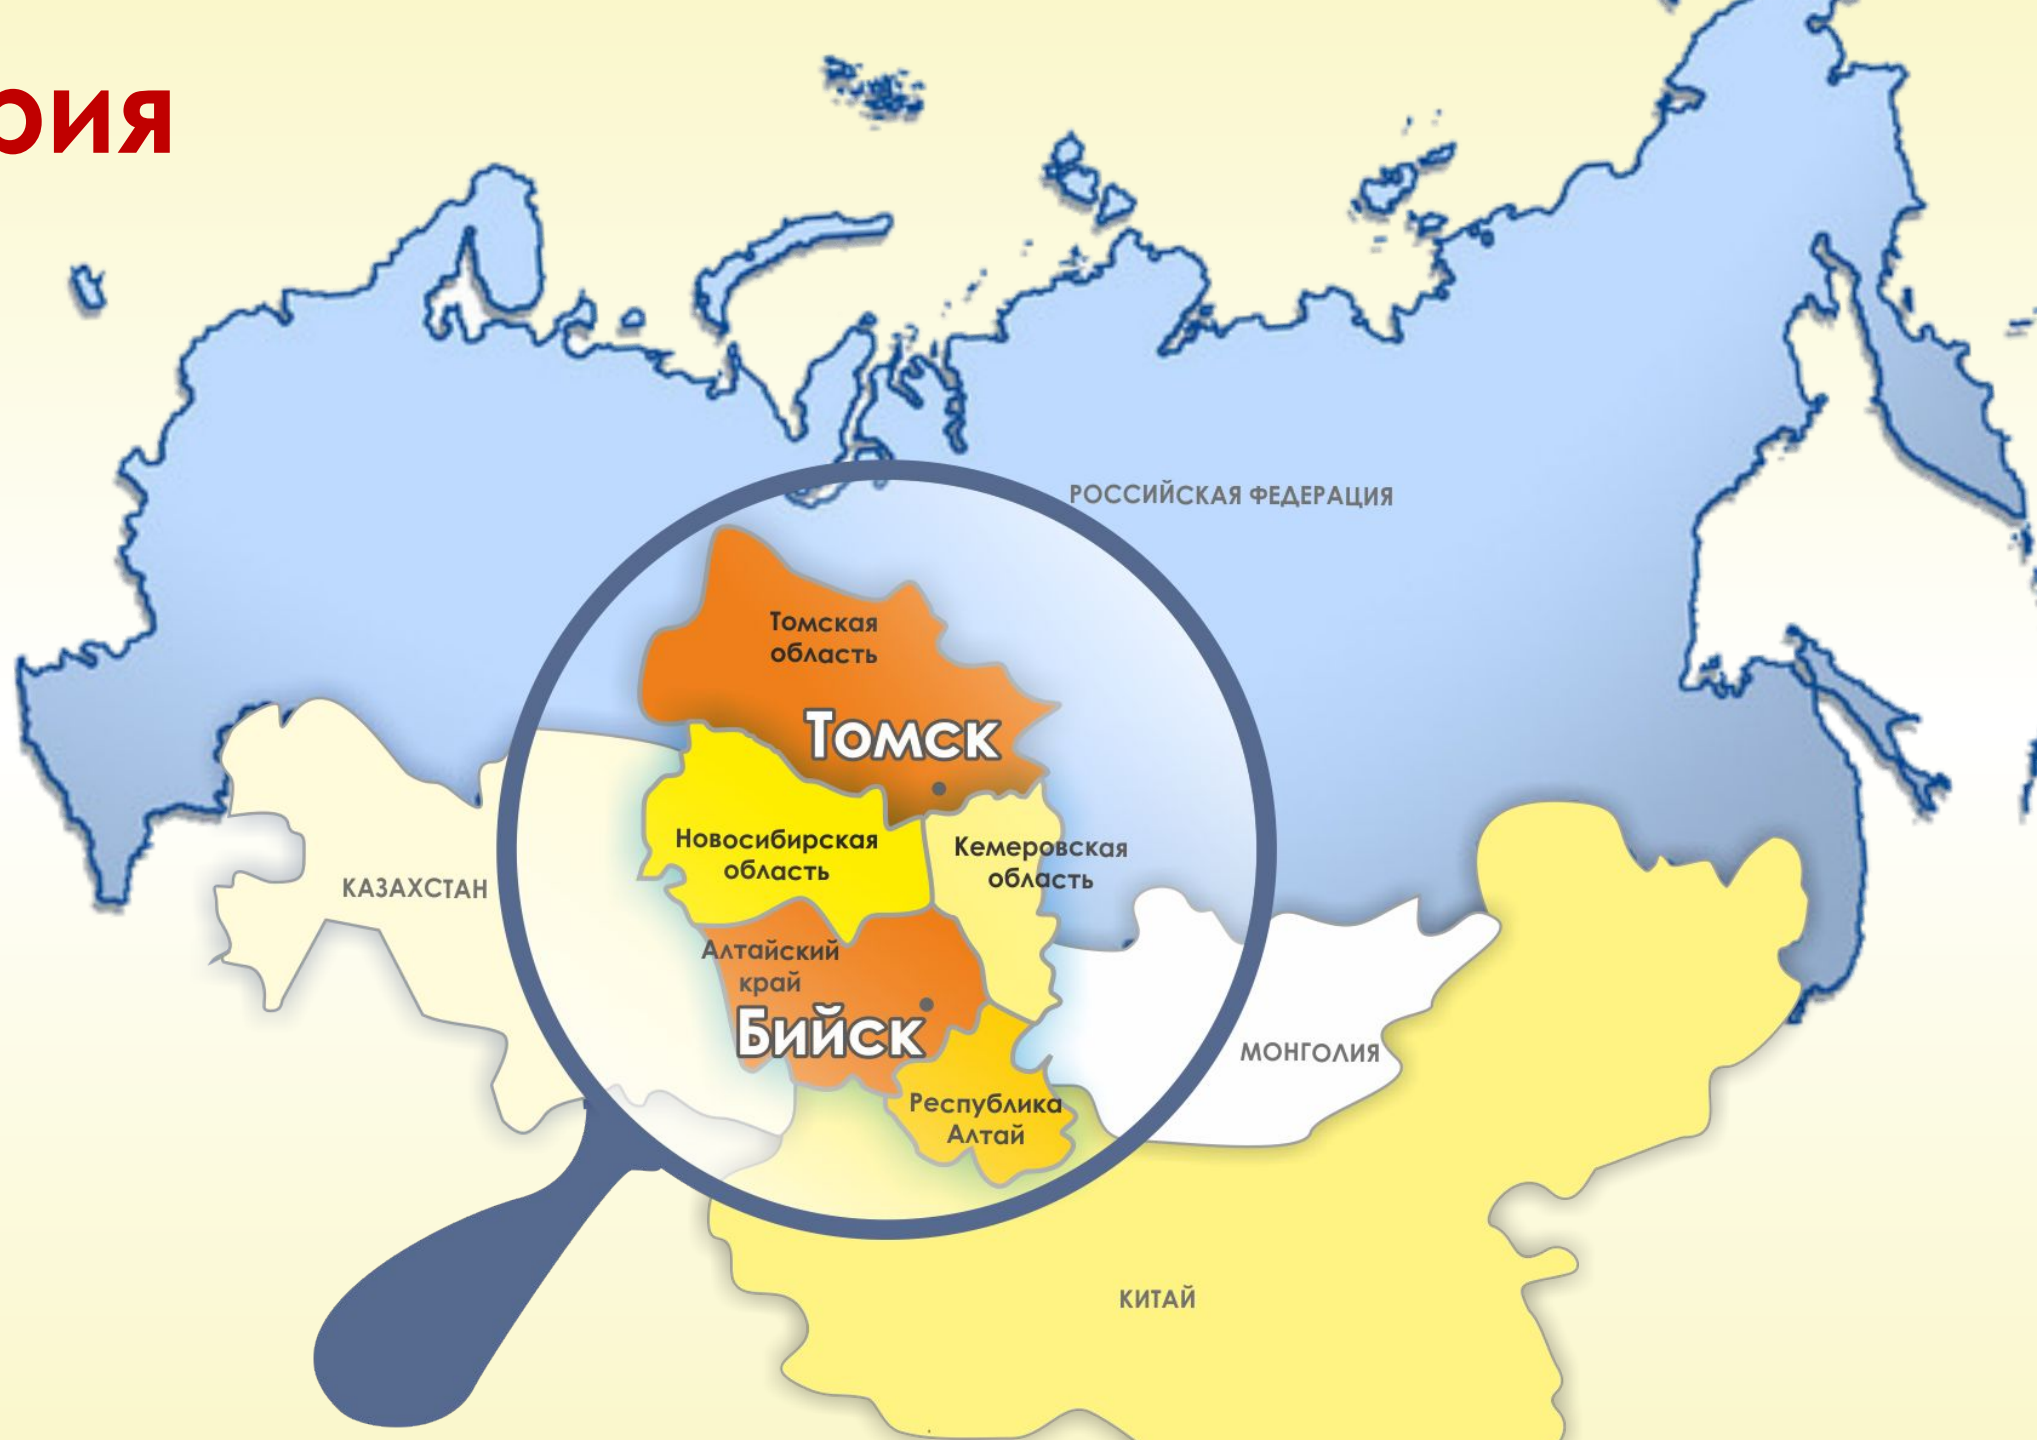 рия
РОССИЙСКАЯ ФЕДЕРАЦИЯ
Томская
область
Томск
Новосибирская
область
Кемеровская
область
КАЗАХСТАН
Алтайский
край
Бийск
МОНГОЛИЯ
Республика
Алтай
КИТАЙ